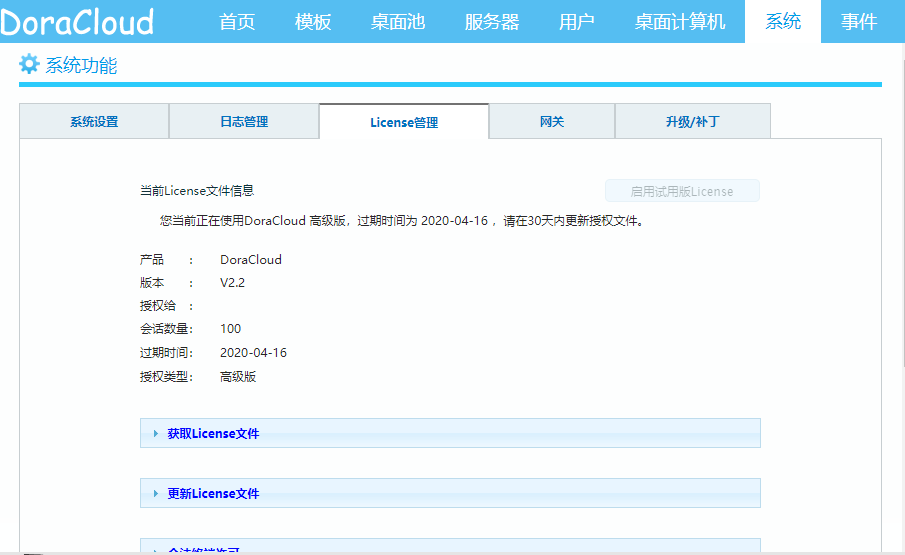 DoraCloud 首页 模板 桌面池 服务器 用户 桌面计算机 系统 事件
系统功能
系统设置 日志管理 License管理 网关 升级/补丁
当前License文件信息 启用试用版License
您当前正在使用DoraCloud 高级版，过期时间为 2020-04-16 ，请在30天内更新授权文件。
产品 ： DoraCloud
版本 ： V2.2
授权给 ：
会话数量： 100
过期时间： 2020-04-16
授权类型： 高级版
获取License文件
更新License文件